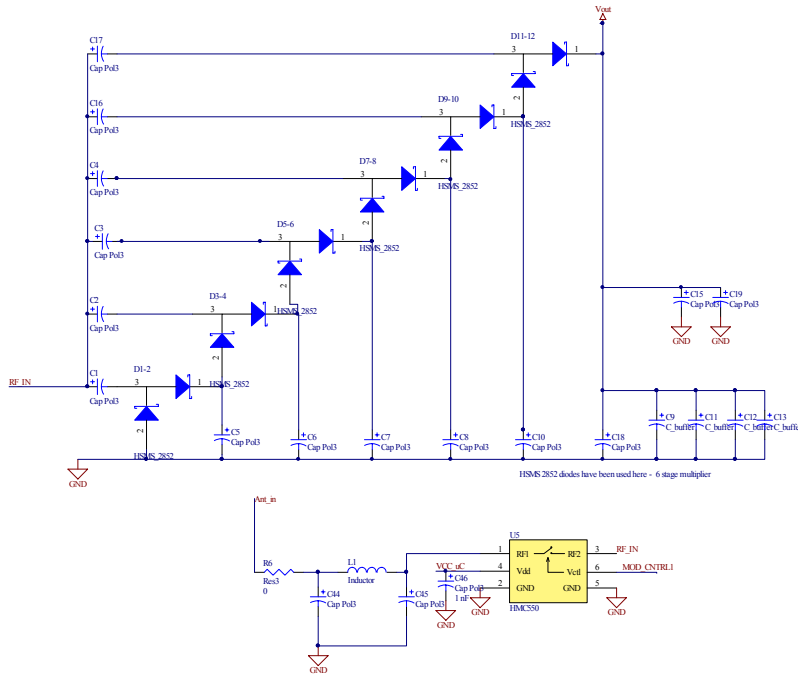 Vout
C17
Cap Pol3
D11-12
3
1
2
HSMS_2852
C16
Cap Pol3
D9-10
3
1
2
HSMS_2852
C4
Cap Pol3
D7-8
3
1
2
HSMS_2852
C3
Cap Pol3
D5-6
3
1
2
HSMS_2852
C2
Cap Pol3
D3-4
3
1
2
HSMS_2852
RF_IN
C1
Cap Pol3
D1-2
3
1
2
HSMS_2852
C15
Cap Pol3
GND
C19
Cap Pol3
GND
C5
Cap Pol3
C6
Cap Pol3
C7
Cap Pol3
C8
Cap Pol3
C10
Cap Pol3
C18
Cap Pol3
C9
C_buffer
C11
C_buffer
C12
C_buffer
C13
C_buffe
GND
HSMS 2852 diodes have been used here - 6 stage multiplier
Ant_in
R6
Res3
0
L1
Inductor
C44
Cap Pol3
C45
Cap Pol3
GND
VCC_uC
C46
Cap Pol3
1 nF
GND
GND
U5
1
RF1
RF2
3
RF_IN
4
Vdd
Vctl
6
MOD_CNTRL1
2
GND
GND
5
HMC550
GND